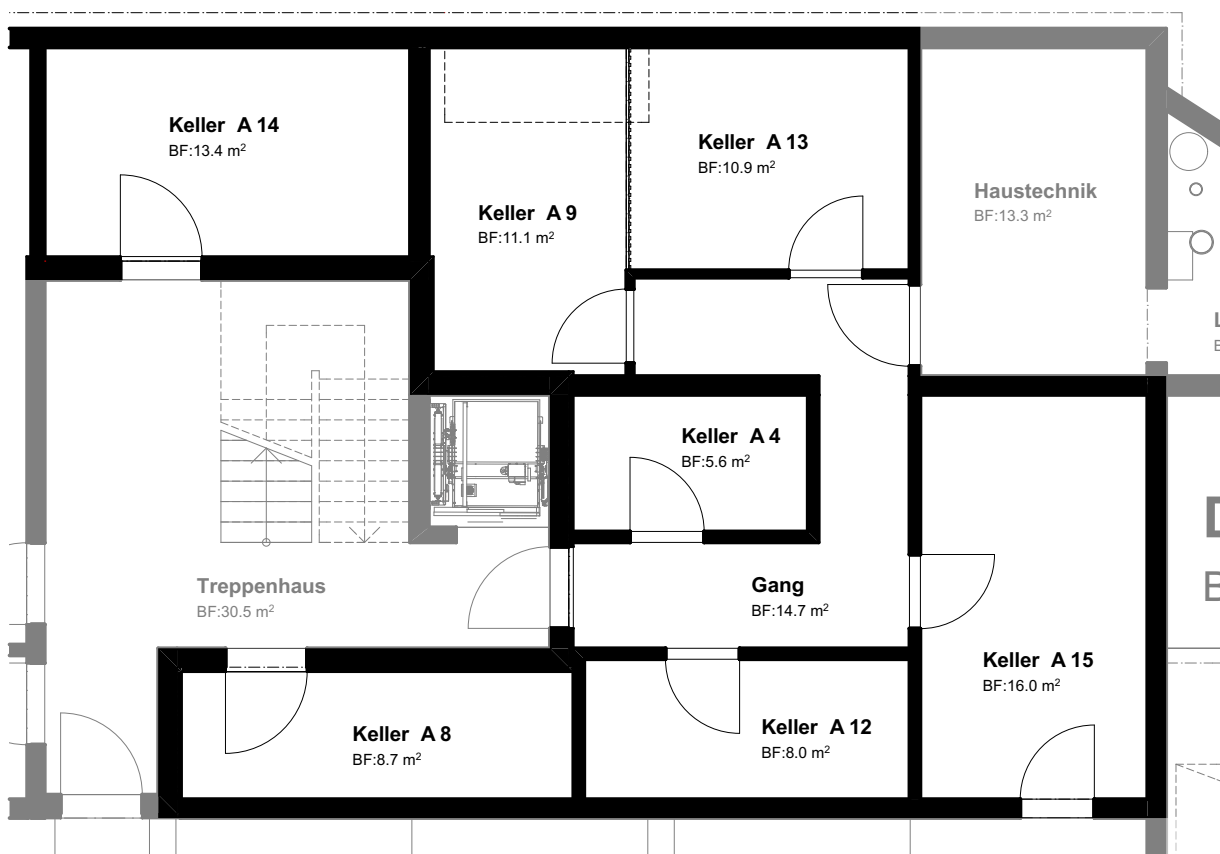 Keller A 14
BF:13.4 m²
Keller A 13
BF:10.9 m²
Keller A 9
BF:11.1 m²
Haustechnik
BF:13.3 m²
Keller A 4
BF:5.6 m²
Treppenhaus
BF:30.5 m²
Gang
BF:14.7 m²
Keller A 15
BF:16.0 m²
Keller A 8
BF:8.7 m²
Keller A 12
BF:8.0 m²